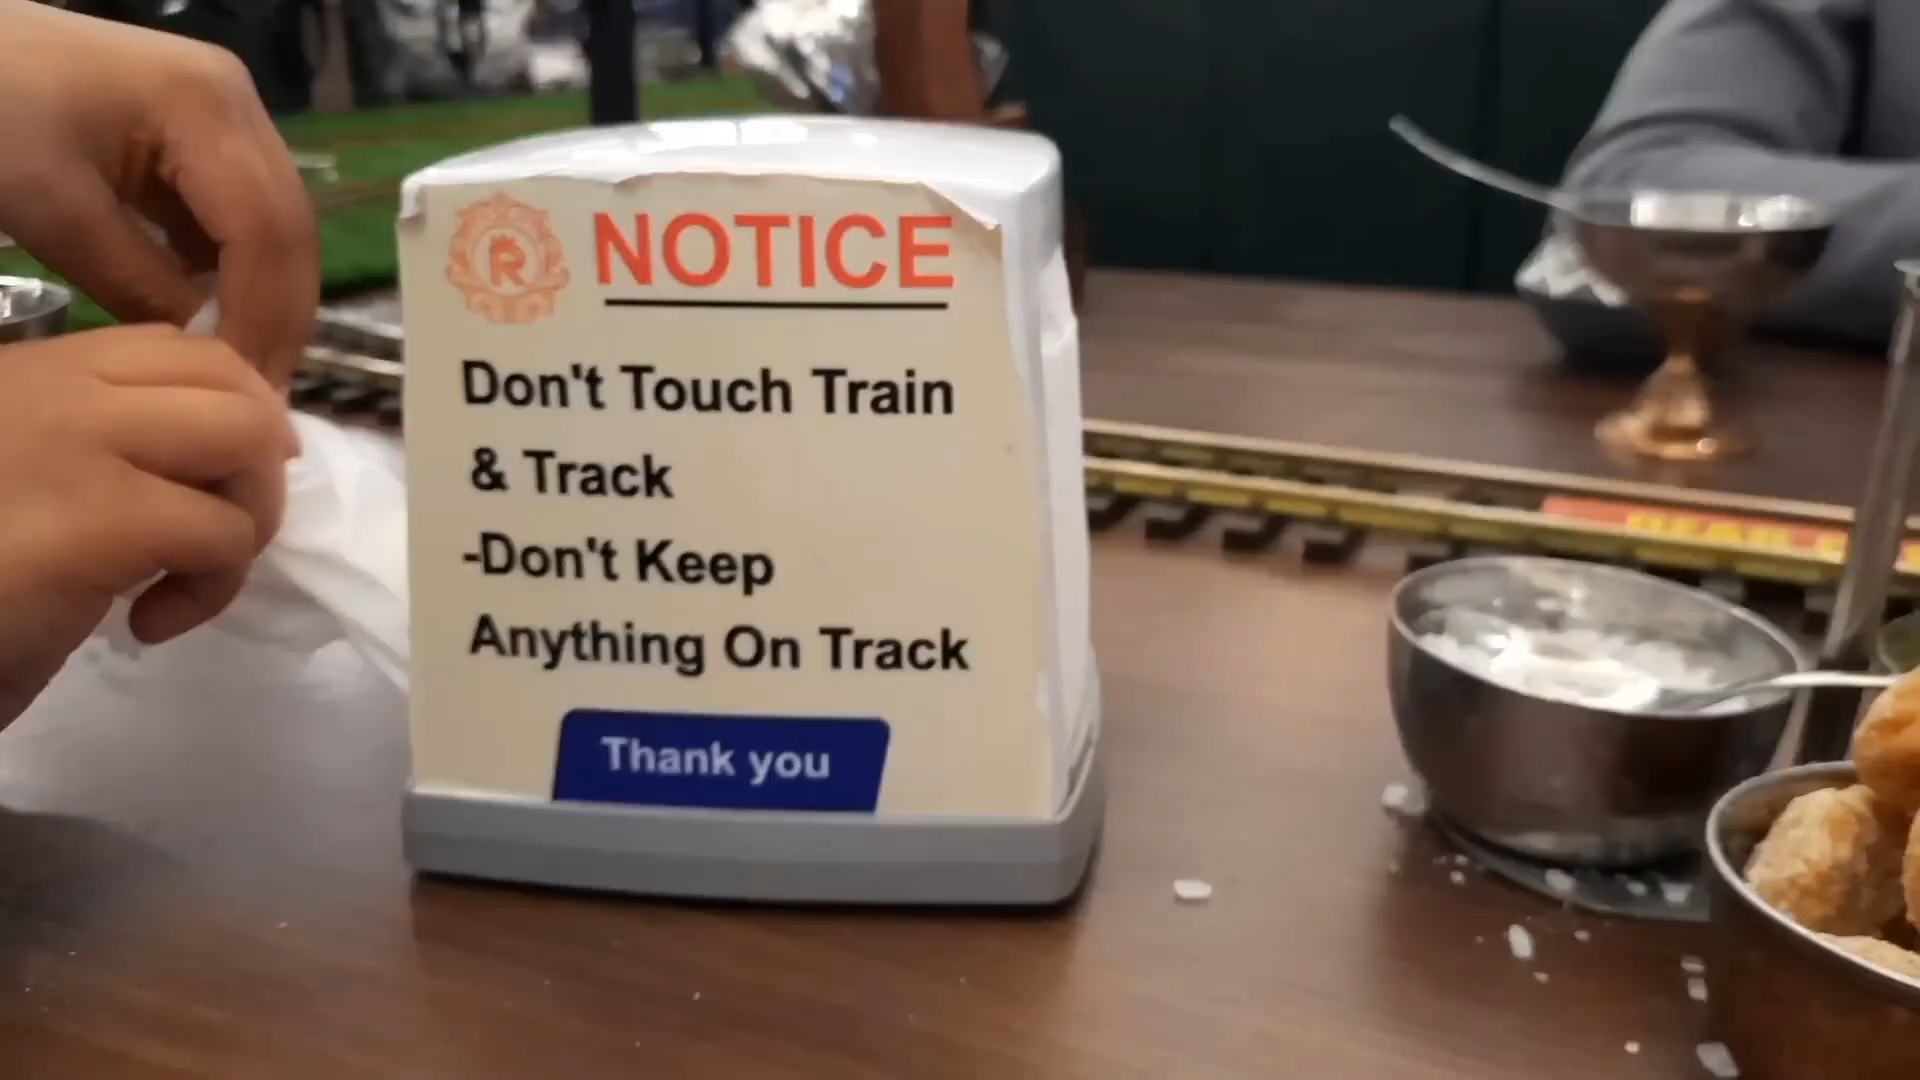 NOTICE
Don't Touch Train
& Track
-Don't Keep
Anything On Track
Thank you